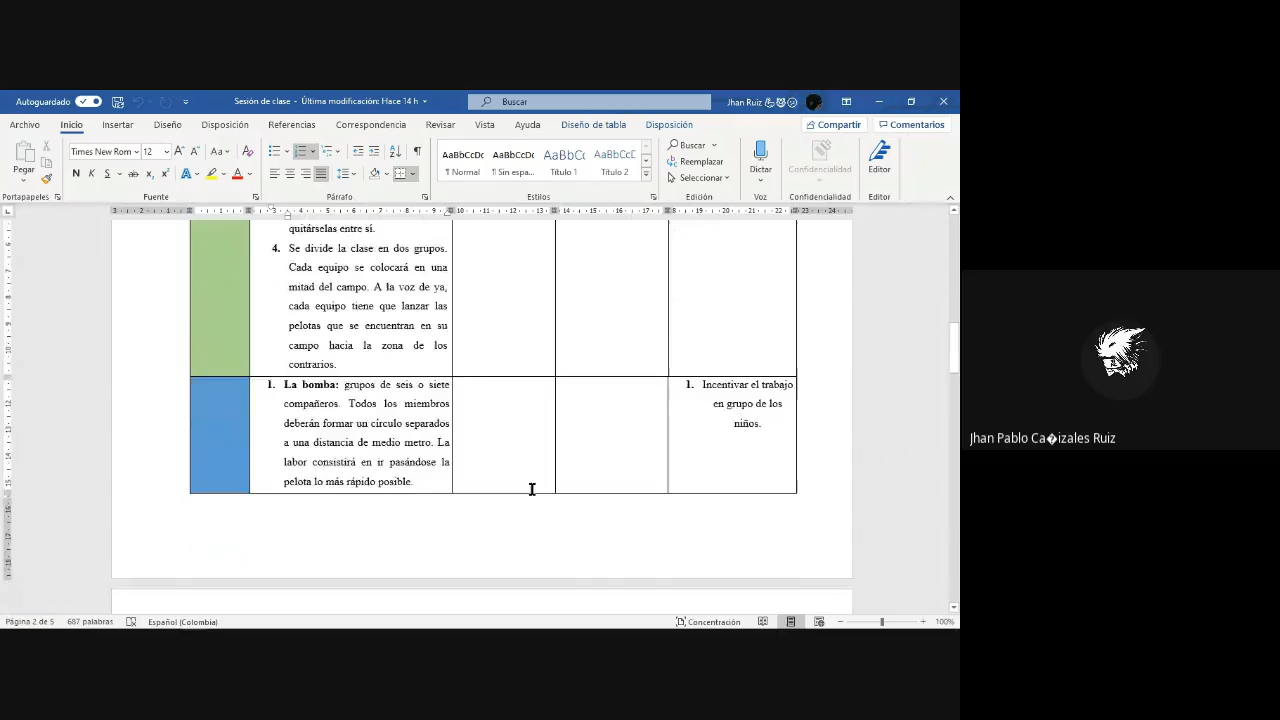 Autoguardado
Sesión de clase - Última modificación: Hace 14 h
Buscar
Jhan Ruiz
Archivo Inicio Insertar Dibujo Diseño Disposición Referencias Correspondencia Revisar Vista Ayuda Diseño de tabla Disposición
Compartir Comentarios
Pegar
Times New Rom 12
N K S ab x₂ x²
AaBbCcDc AaBbCcDc AaBbCc AaBbCcD
¶ Normal ¶ Sin espa... Título 1 Título 2
Buscar
Reemplazar
Seleccionar
Dictar
Confidencialidad
Editor
Portapapeles Fuente Párrafo Estilos Edición Voz Confidencialidad Editor
quitárselas entre sí.
4. Se divide la clase en dos grupos.
Cada equipo se colocará en una
mitad del campo. A la voz de ya,
cada equipo tiene que lanzar las
pelotas que se encuentran en su
campo hacia la zona de los
contrarios.
1. La bomba: grupos de seis o siete
compañeros. Todos los miembros
deberán formar un circulo separados
a una distancia de medio metro. La
labor consistirá en ir pasándose la
pelota lo más rápido posible.
1. Incentivar el trabajo
en grupo de los
niños.
Página 2 de 5 687 palabras Español (Colombia)
Concentración
100%
Jhan Pablo Ca�izales Ruiz